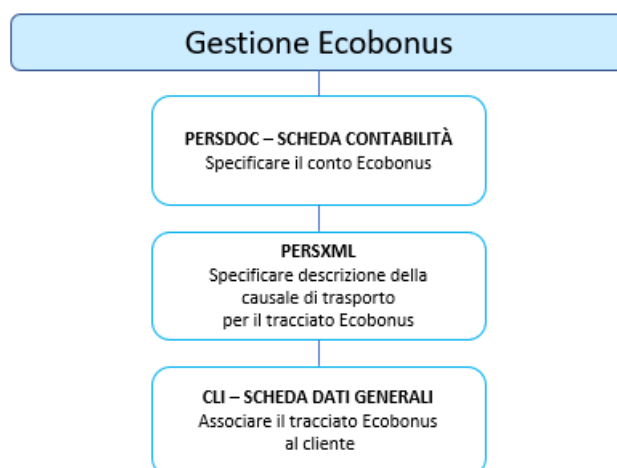 Gestione Ecobonus
PERSDOC – SCHEDA CONTABILITÀ
Specificare il conto Ecobonus
PERSXML
Specificare descrizione della
causale di trasporto
per il tracciato Ecobonus
CLI – SCHEDA DATI GENERALI
Associare il tracciato Ecobonus
al cliente